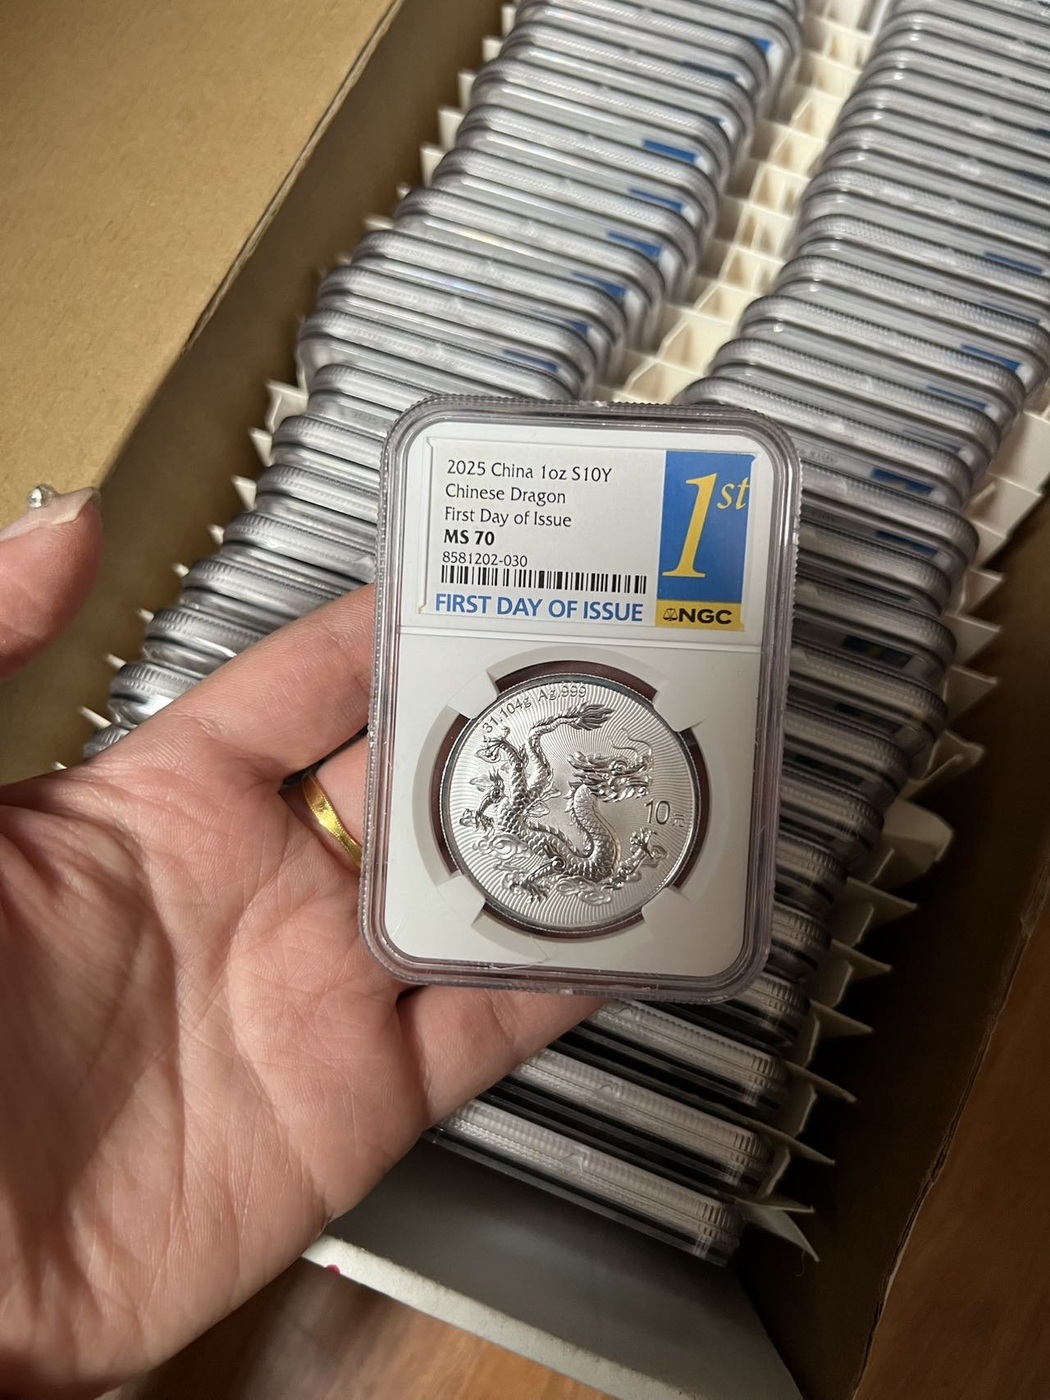 2025 China 1oz S10Y
Chinese Dragon
First Day of Issue
MS 70
8581202-030
FIRST DAY OF ISSUE
1st
NGC
31.104g Ag.999
10元